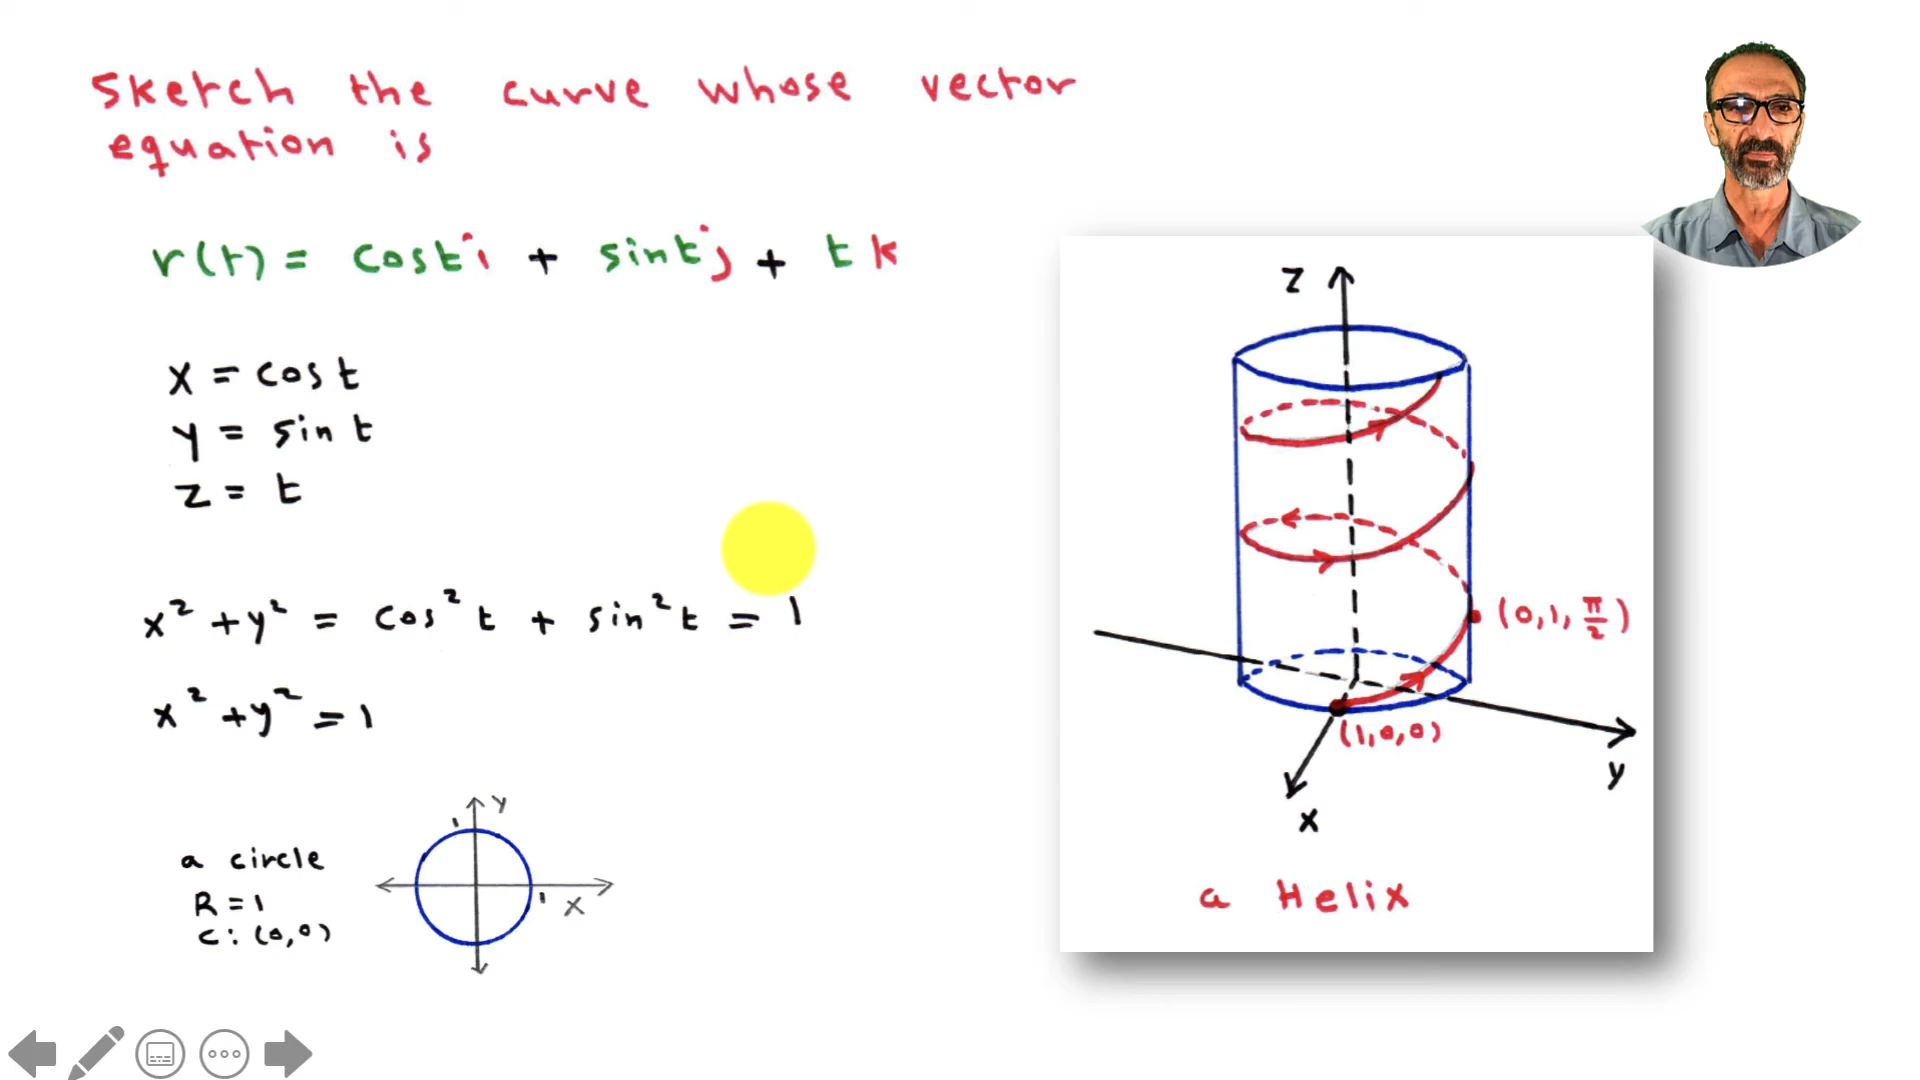 Sketch the curve whose vector
equation is
r(t) = cost i + sint j + t k
x = cos t
y = sin t
z = t
x² + y² = cos² t + sin² t = 1
x² + y² = 1
a circle
R = 1
C: (0,0)
y
1
1
x
z
(0, 1, π/2)
(1, 0, 0)
y
x
a Helix